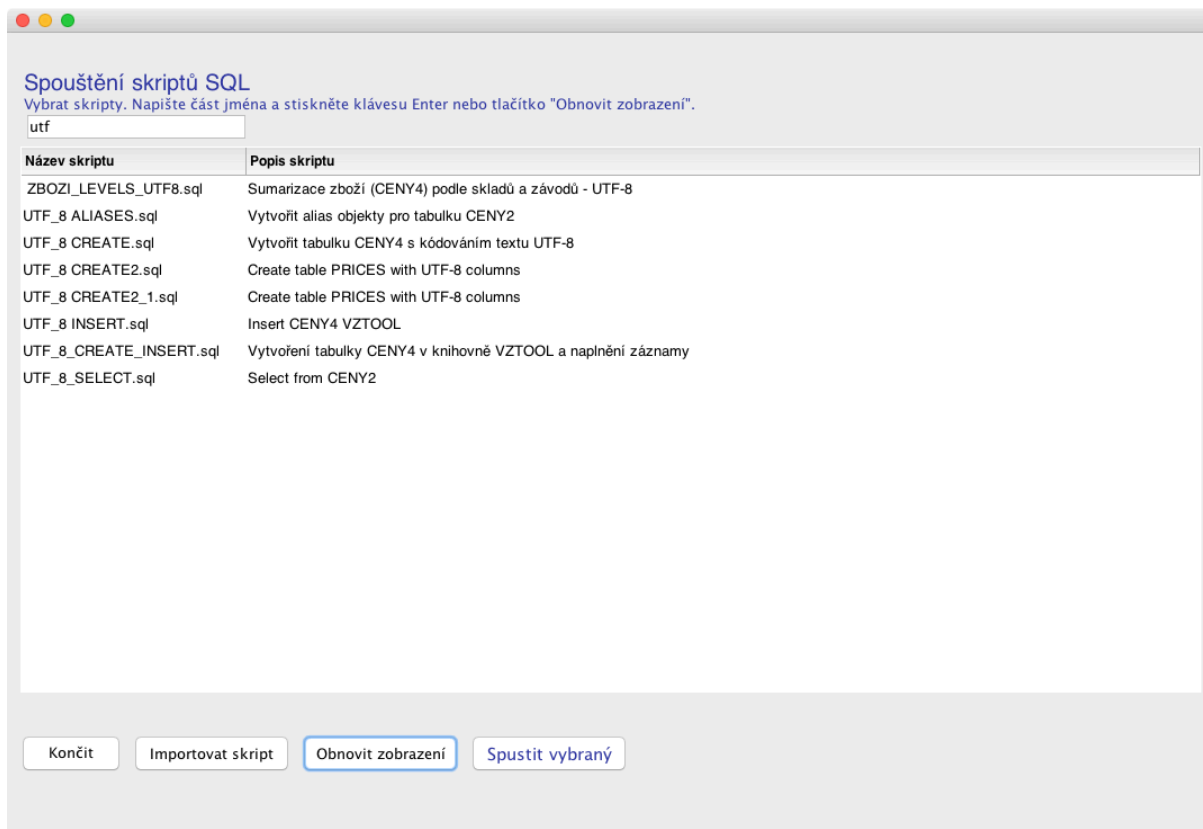 Spouštění skriptů SQL
Vybrat skripty. Napište část jména a stiskněte klávesu Enter nebo tlačítko "Obnovit zobrazení".
utf
Název skriptu Popis skriptu
ZBOZI_LEVELS_UTF8.sql Sumarizace zboží (CENY4) podle skladů a závodů - UTF-8
UTF_8 ALIASES.sql Vytvořit alias objekty pro tabulku CENY2
UTF_8 CREATE.sql Vytvořit tabulku CENY4 s kódováním textu UTF-8
UTF_8 CREATE2.sql Create table PRICES with UTF-8 columns
UTF_8 CREATE2_1.sql Create table PRICES with UTF-8 columns
UTF_8 INSERT.sql Insert CENY4 VZTOOL
UTF_8_CREATE_INSERT.sql Vytvoření tabulky CENY4 v knihovně VZTOOL a naplnění záznamy
UTF_8_SELECT.sql Select from CENY2
Končit Importovat skript Obnovit zobrazení Spustit vybraný